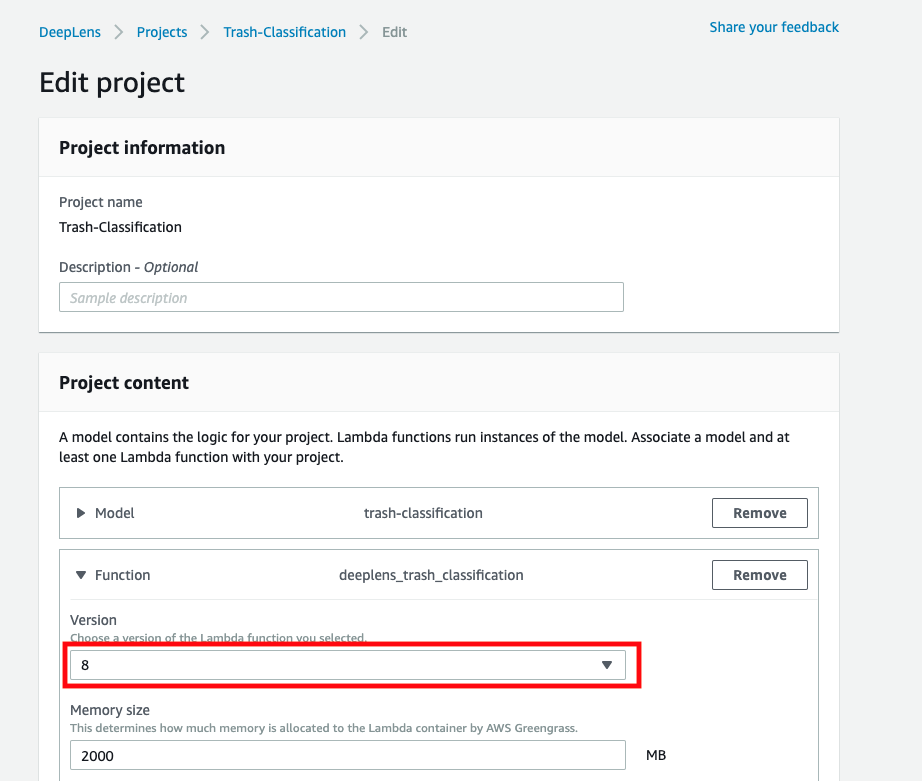 DeepLens Projects Trash-Classification Edit
Share your feedback
Edit project
Project information
Project name
Trash-Classification
Description - Optional
Sample description
Project content
A model contains the logic for your project. Lambda functions run instances of the model. Associate a model and at
least one Lambda function with your project.
Model trash-classification Remove
Function deeplens_trash_classification Remove
Version
Choose a version of the Lambda function you selected.
8
Memory size
This determines how much memory is allocated to the Lambda container by AWS Greengrass.
2000 MB